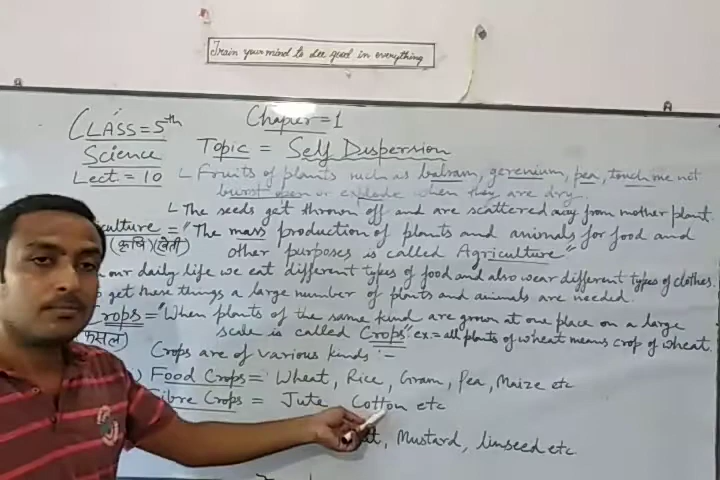 Train your mind to see good in everything
CLASS = 5th
Chapter = 1
Science
Topic = Self Dispersion
Lect. = 10
Fruits of plants such as balsam, gerenium, pea, touch me not
burst open or explode when they are dry.
The seeds get thrown off and are scattered away from mother plant.
culture = "The mass production of plants and animals for food and
(कृषि) (खेती)
other purposes is called Agriculture"
our daily life we eat different types of food and also wear different types of clothes.
get these things a large number of plants and animals are needed.
rops = "When plants of the same kind are grown at one place on a large
scale is called Crops" ex. = all plants of wheat means crop of wheat.
फसल)
Crops are of various kinds :-
Food Crops = Wheat, Rice, Gram, Pea, Maize etc
Fibre Crops = Jute Cotton etc
Mustard, linseed etc